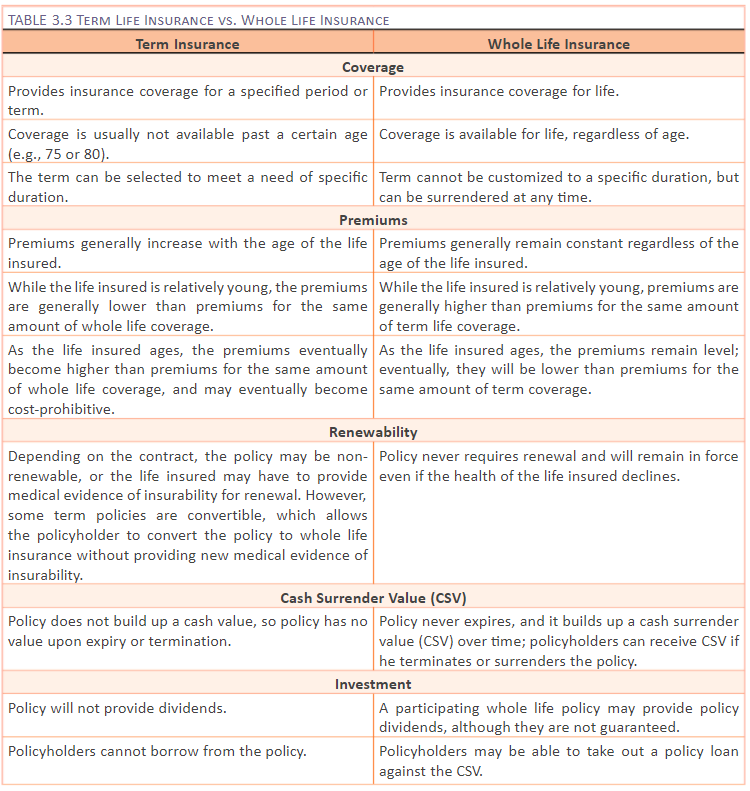 TABLE 3.3 TERM LIFE INSURANCE VS. WHOLE LIFE INSURANCE
Term Insurance
Whole Life Insurance
Coverage
Provides insurance coverage for a specified period or
term.
Provides insurance coverage for life.
Coverage is usually not available past a certain age
(e.g., 75 or 80).
Coverage is available for life, regardless of age.
The term can be selected to meet a need of specific
duration.
Term cannot be customized to a specific duration, but
can be surrendered at any time.
Premiums
Premiums generally increase with the age of the life
insured.
Premiums generally remain constant regardless of the
age of the life insured.
While the life insured is relatively young, the premiums
are generally lower than premiums for the same
amount of whole life coverage.
While the life insured is relatively young, premiums are
generally higher than premiums for the same amount
of term life coverage.
As the life insured ages, the premiums eventually
become higher than premiums for the same amount
of whole life coverage, and may eventually become
cost-prohibitive.
As the life insured ages, the premiums remain level;
eventually, they will be lower than premiums for the
same amount of term coverage.
Renewability
Depending on the contract, the policy may be non-
renewable, or the life insured may have to provide
medical evidence of insurability for renewal. However,
some term policies are convertible, which allows
the policyholder to convert the policy to whole life
insurance without providing new medical evidence of
insurability.
Policy never requires renewal and will remain in force
even if the health of the life insured declines.
Cash Surrender Value (CSV)
Policy does not build up a cash value, so policy has no
value upon expiry or termination.
Policy never expires, and it builds up a cash surrender
value (CSV) over time; policyholders can receive CSV if
he terminates or surrenders the policy.
Investment
Policy will not provide dividends.
A participating whole life policy may provide policy
dividends, although they are not guaranteed.
Policyholders cannot borrow from the policy.
Policyholders may be able to take out a policy loan
against the CSV.